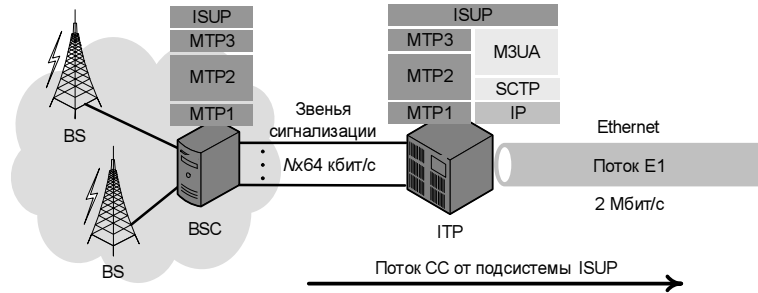 ISUP
MTP3
MTP2
MTP1
ISUP
MTP3
MTP2
MTP1
M3UA
SCTP
IP
BS
BS
BSC
Звенья
сигнализации
Nx64 кбит/с
ITP
Ethernet
Поток E1
2 Мбит/с
Поток СС от подсистемы ISUP